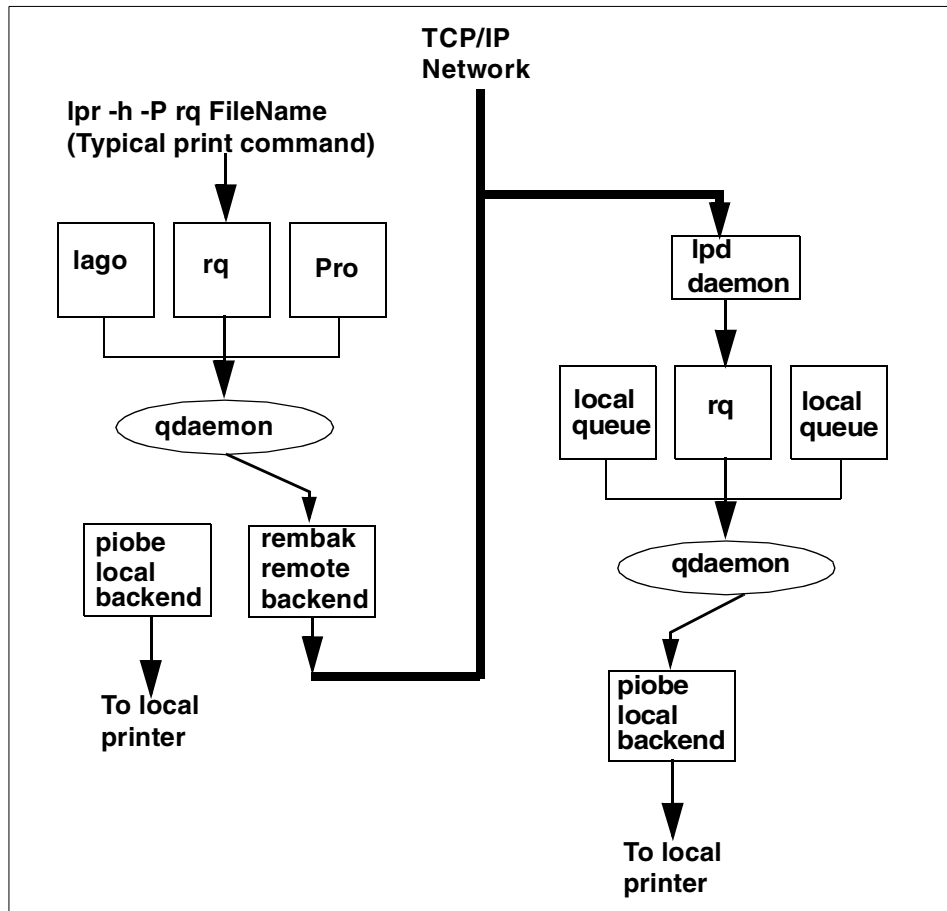 TCP/IP
Network
lpr -h -P rq FileName
(Typical print command)
lago
rq
Pro
qdaemon
piobe
local
backend
rembak
remote
backend
To local
printer
lpd
daemon
local
queue
rq
local
queue
qdaemon
piobe
local
backend
To local
printer